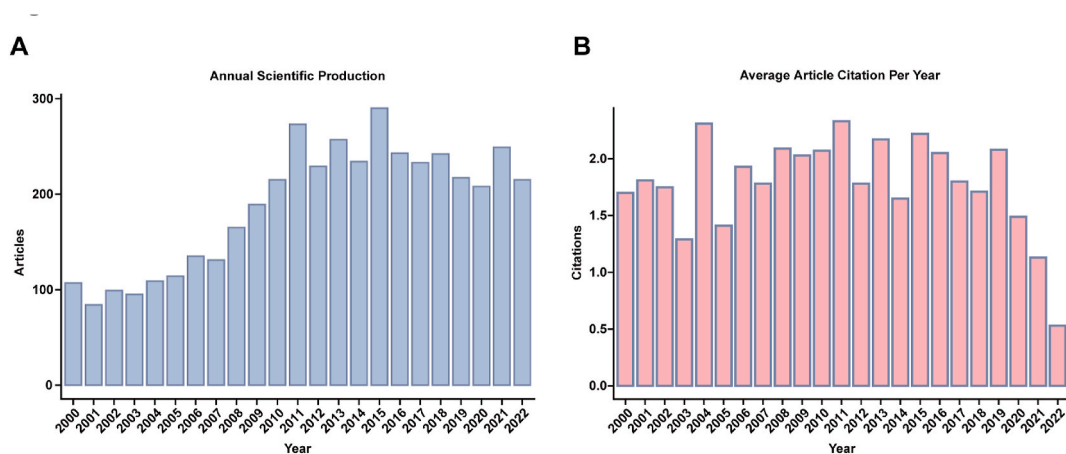 A
Annual Scientific Production
300
200
100
0
Articles
2000 2001 2002 2003 2004 2005 2006 2007 2008 2009 2010 2011 2012 2013 2014 2015 2016 2017 2018 2019 2020 2021 2022
Year
B
Average Article Citation Per Year
2.0
1.5
1.0
0.5
0.0
Citations
2000 2001 2002 2003 2004 2005 2006 2007 2008 2009 2010 2011 2012 2013 2014 2015 2016 2017 2018 2019 2020 2021 2022
Year